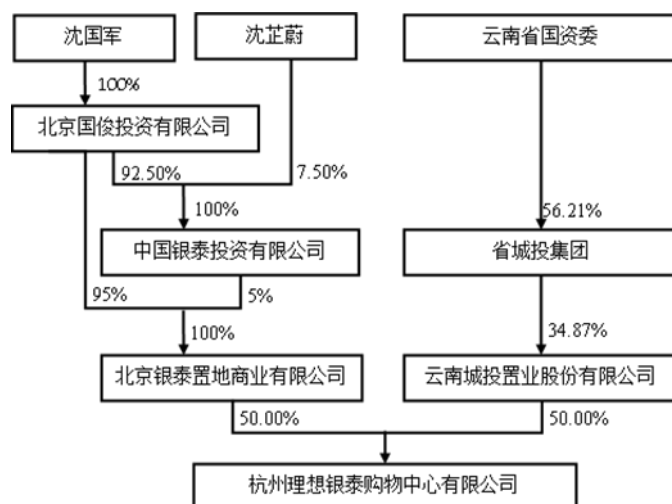 沈国军
沈芷蔚
云南省国资委
100%
北京国俊投资有限公司
92.50%
7.50%
100%
56.21%
中国银泰投资有限公司
省城投集团
95%
5%
100%
34.87%
北京银泰置地商业有限公司
云南城投置业股份有限公司
50.00%
50.00%
杭州理想银泰购物中心有限公司